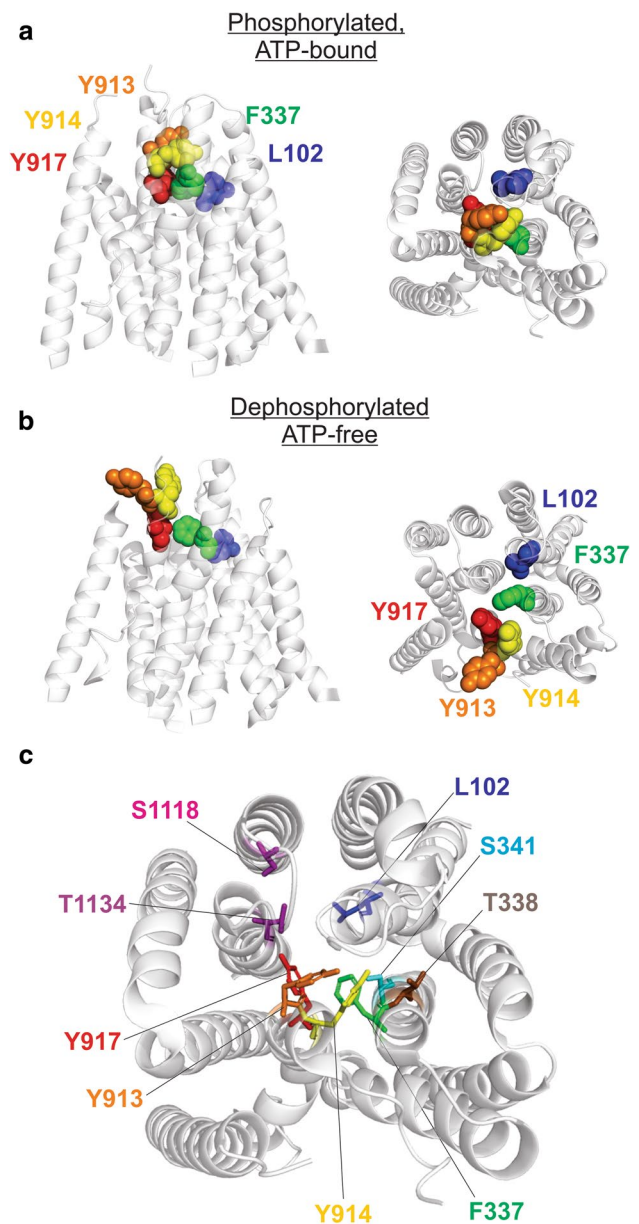 a
Phosphorylated,
ATP-bound
Y913
Y914
F337
Y917
L102
b
Dephosphorylated
ATP-free
L102
F337
Y917
Y913
Y914
c
L102
S1118
S341
T1134
T338
Y917
Y913
Y914
F337